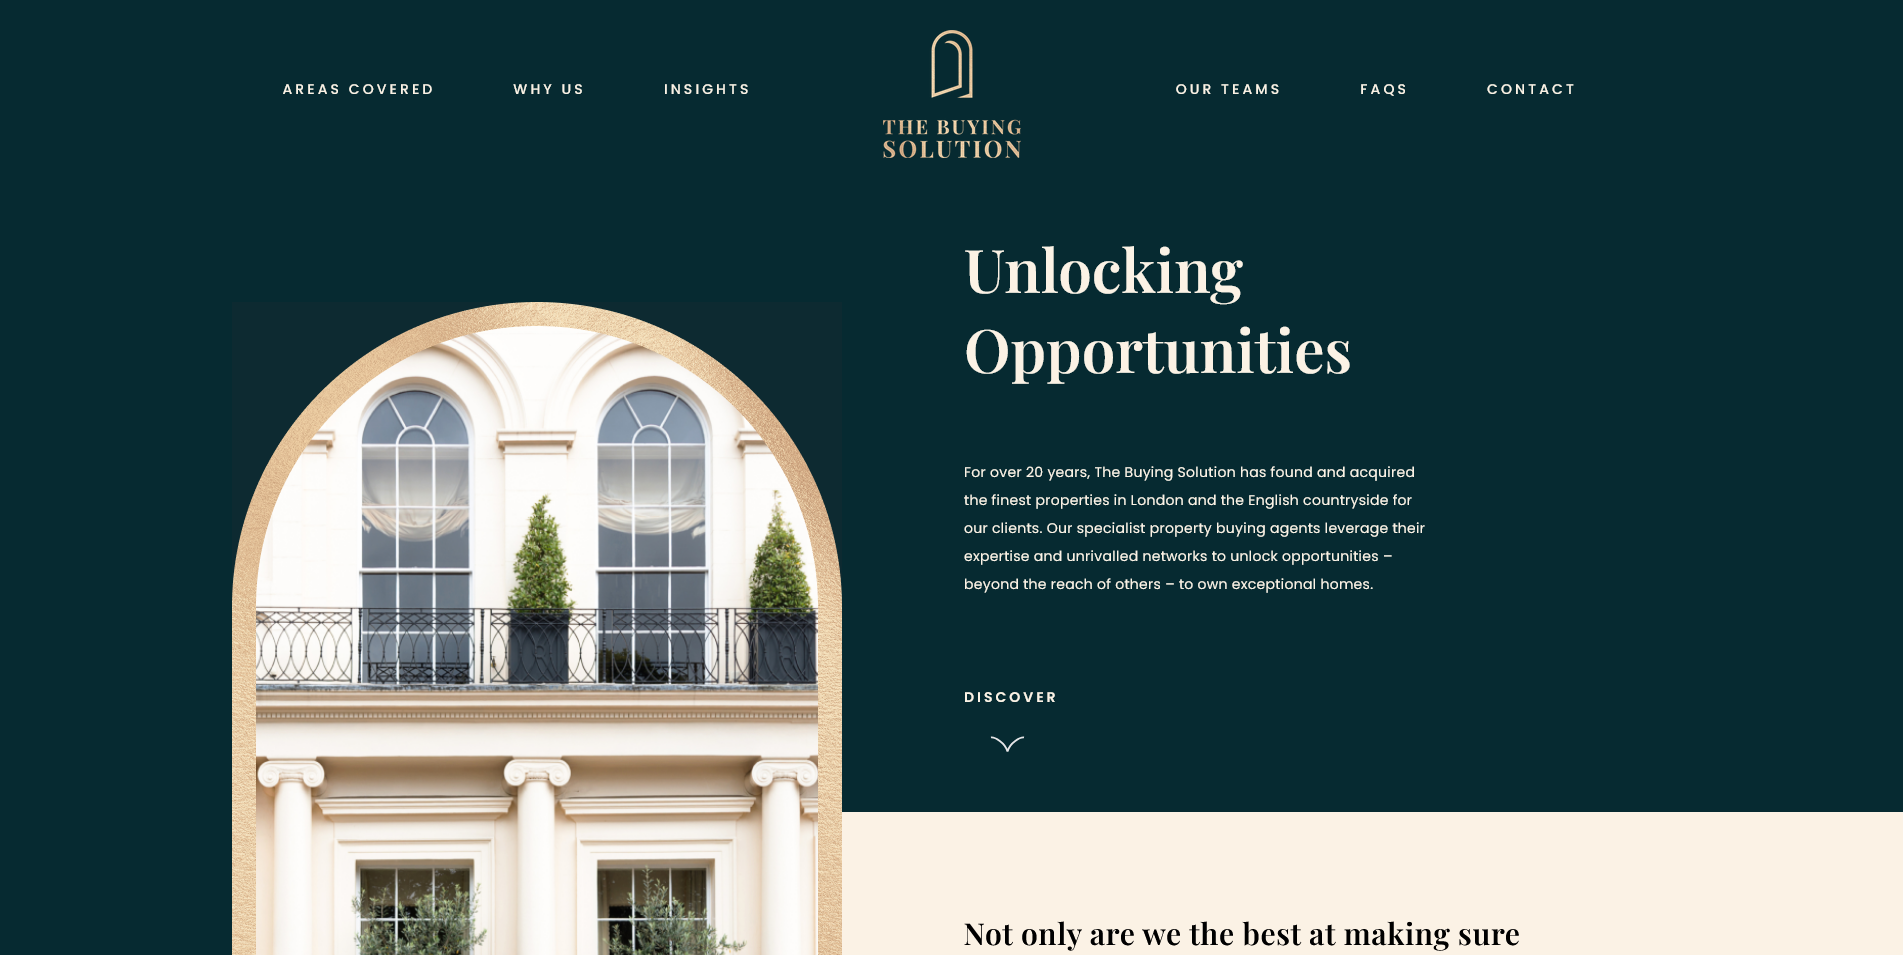 AREAS COVERED
WHY US
INSIGHTS
THE BUYING
SOLUTION
OUR TEAMS
FAQS
CONTACT
Unlocking
Opportunities
For over 20 years, The Buying Solution has found and acquired
the finest properties in London and the English countryside for
our clients. Our specialist property buying agents leverage their
expertise and unrivalled networks to unlock opportunities –
beyond the reach of others – to own exceptional homes.
DISCOVER
Not only are we the best at making sure